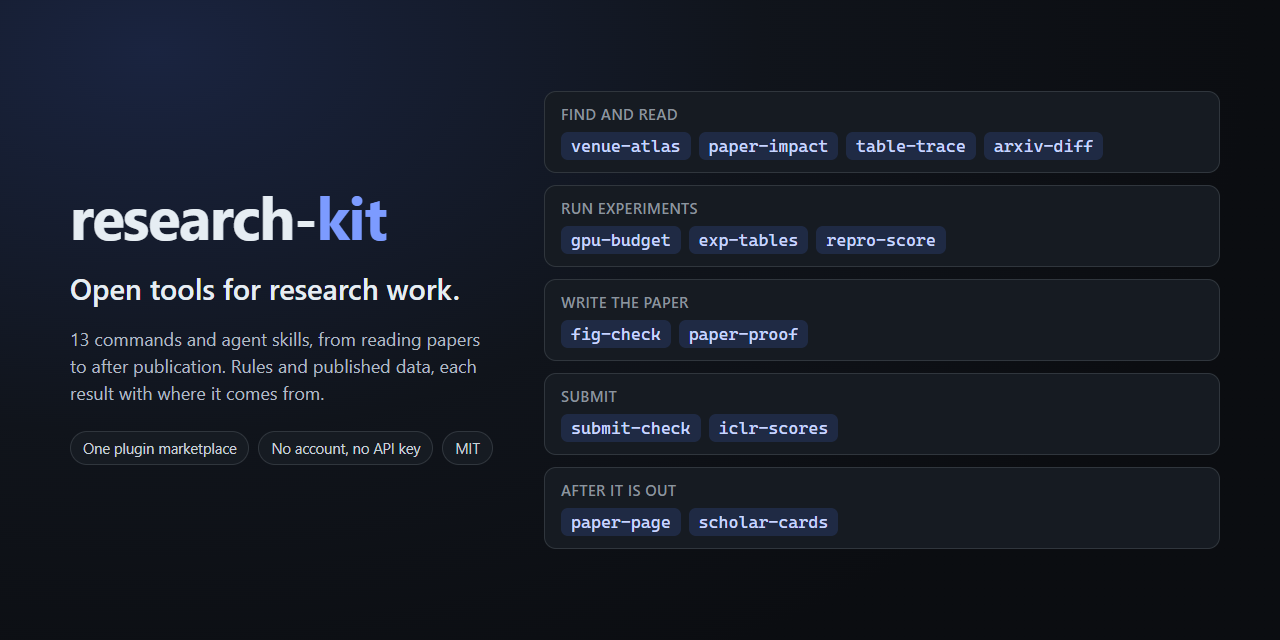 research-kit
Open tools for research work.
13 commands and agent skills, from reading papers
to after publication. Rules and published data, each
result with where it comes from.
One plugin marketplace
No account, no API key
MIT
FIND AND READ
venue-atlas paper-impact table-trace arxiv-diff
RUN EXPERIMENTS
gpu-budget exp-tables repro-score
WRITE THE PAPER
fig-check paper-proof
SUBMIT
submit-check iclr-scores
AFTER IT IS OUT
paper-page scholar-cards